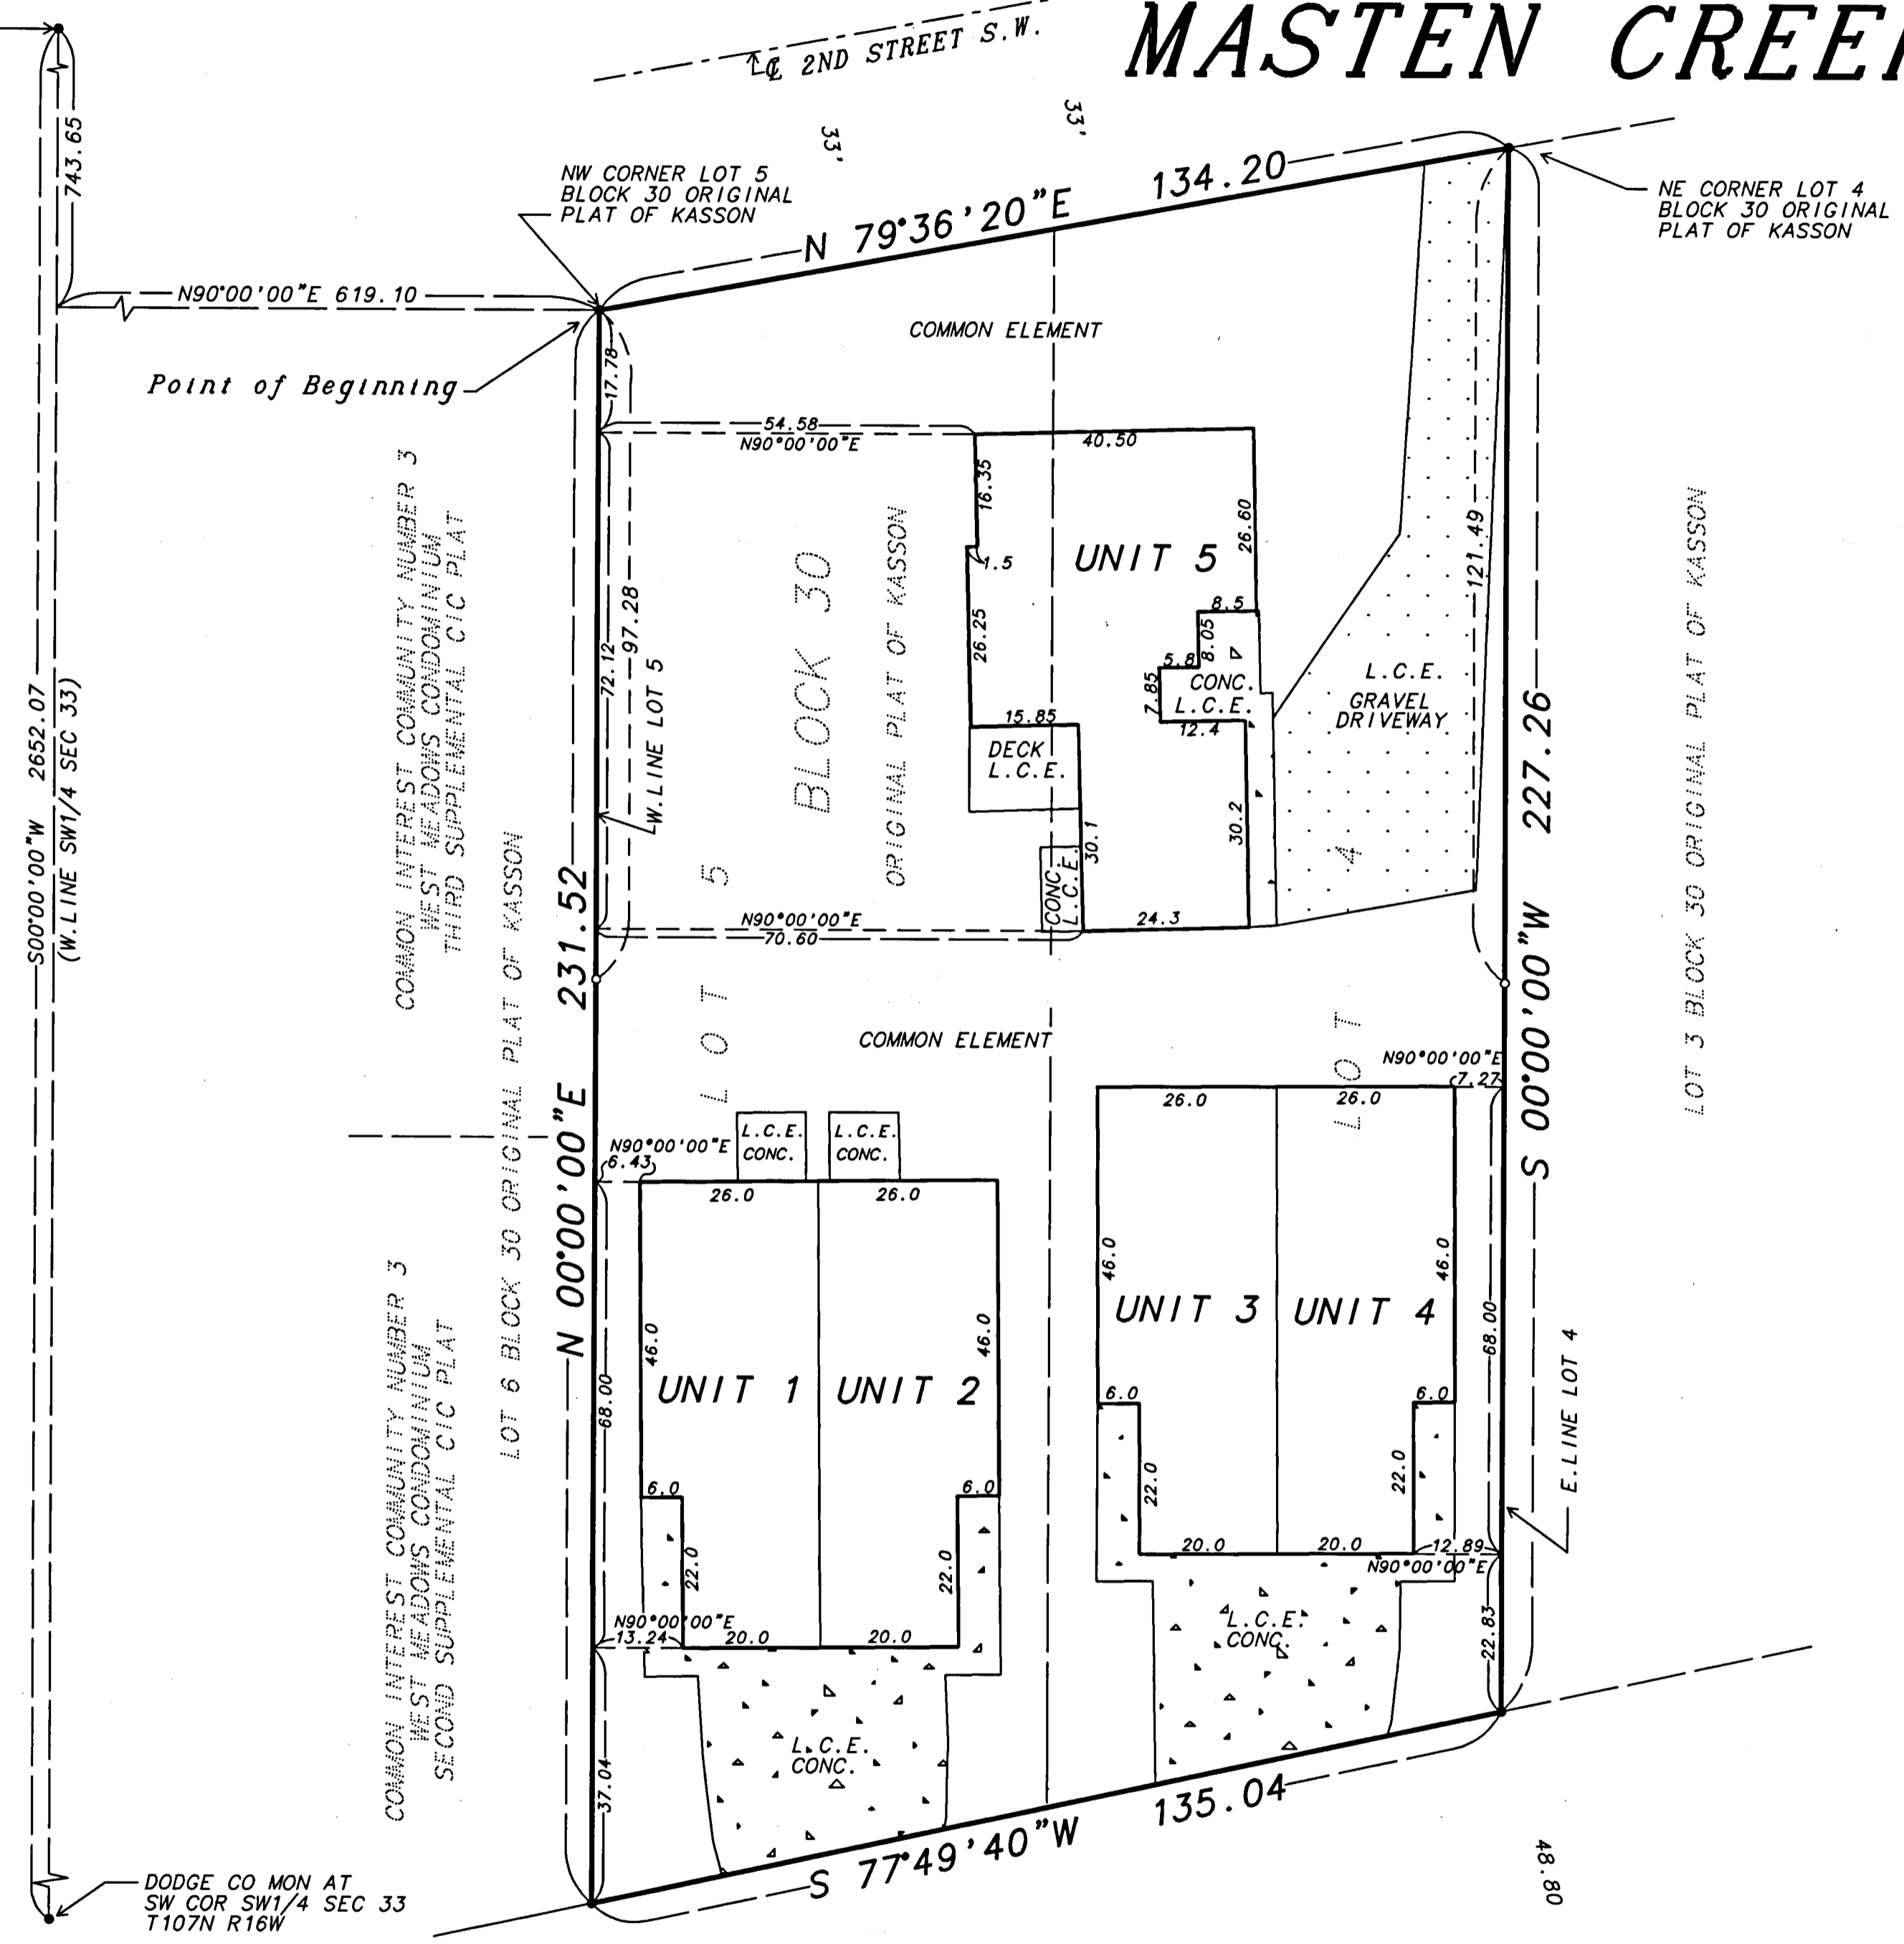 MASTEN CREE
℄ 2ND STREET S.W.
33'
33'
743.65
NW CORNER LOT 5
BLOCK 30 ORIGINAL
PLAT OF KASSON
N 79°36'20"E 134.20
NE CORNER LOT 4
BLOCK 30 ORIGINAL
PLAT OF KASSON
N90°00'00"E 619.10
Point of Beginning
COMMON ELEMENT
17.78
54.58
N90°00'00"E
40.50
16.35
1.5
26.25
UNIT 5
26.60
8.5
8.05
5.8
7.85
CONC.
L.C.E.
12.4
15.85
DECK
L.C.E.
30.1
30.2
CONC.
L.C.E.
24.3
L.C.E.
GRAVEL
DRIVEWAY
121.49
72.12
97.28
W.LINE LOT 5
BLOCK 30
ORIGINAL PLAT OF KASSON
LOT 5
LOT 4
N90°00'00"E
70.60
S00°00'00"W 2652.07
(W.LINE SW1/4 SEC 33)
COMMON INTEREST COMMUNITY NUMBER 3
WEST MEADOWS CONDOMINIUM
THIRD SUPPLEMENTAL CIC PLAT
LOT 6 BLOCK 30 ORIGINAL PLAT OF KASSON
N 00°00'00"E 231.52
S 00°00'00"W 227.26
LOT 3 BLOCK 30 ORIGINAL PLAT OF KASSON
COMMON ELEMENT
N90°00'00"E
7.27
26.0
26.0
46.0
46.0
UNIT 3
UNIT 4
6.0
6.0
22.0
22.0
20.0
20.0
12.89
N90°00'00"E
68.00
22.83
E.LINE LOT 4
L.C.E.
CONC.
N90°00'00"E
6.43
L.C.E.
CONC.
L.C.E.
CONC.
26.0
26.0
46.0
46.0
UNIT 1
UNIT 2
68.00
6.0
6.0
22.0
22.0
N90°00'00"E
13.24
20.0
20.0
37.04
L.C.E.
CONC.
COMMON INTEREST COMMUNITY NUMBER 3
WEST MEADOWS CONDOMINIUM
SECOND SUPPLEMENTAL CIC PLAT
S 77°49'40"W 135.04
48.80
DODGE CO MON AT
SW COR SW1/4 SEC 33
T107N R16W